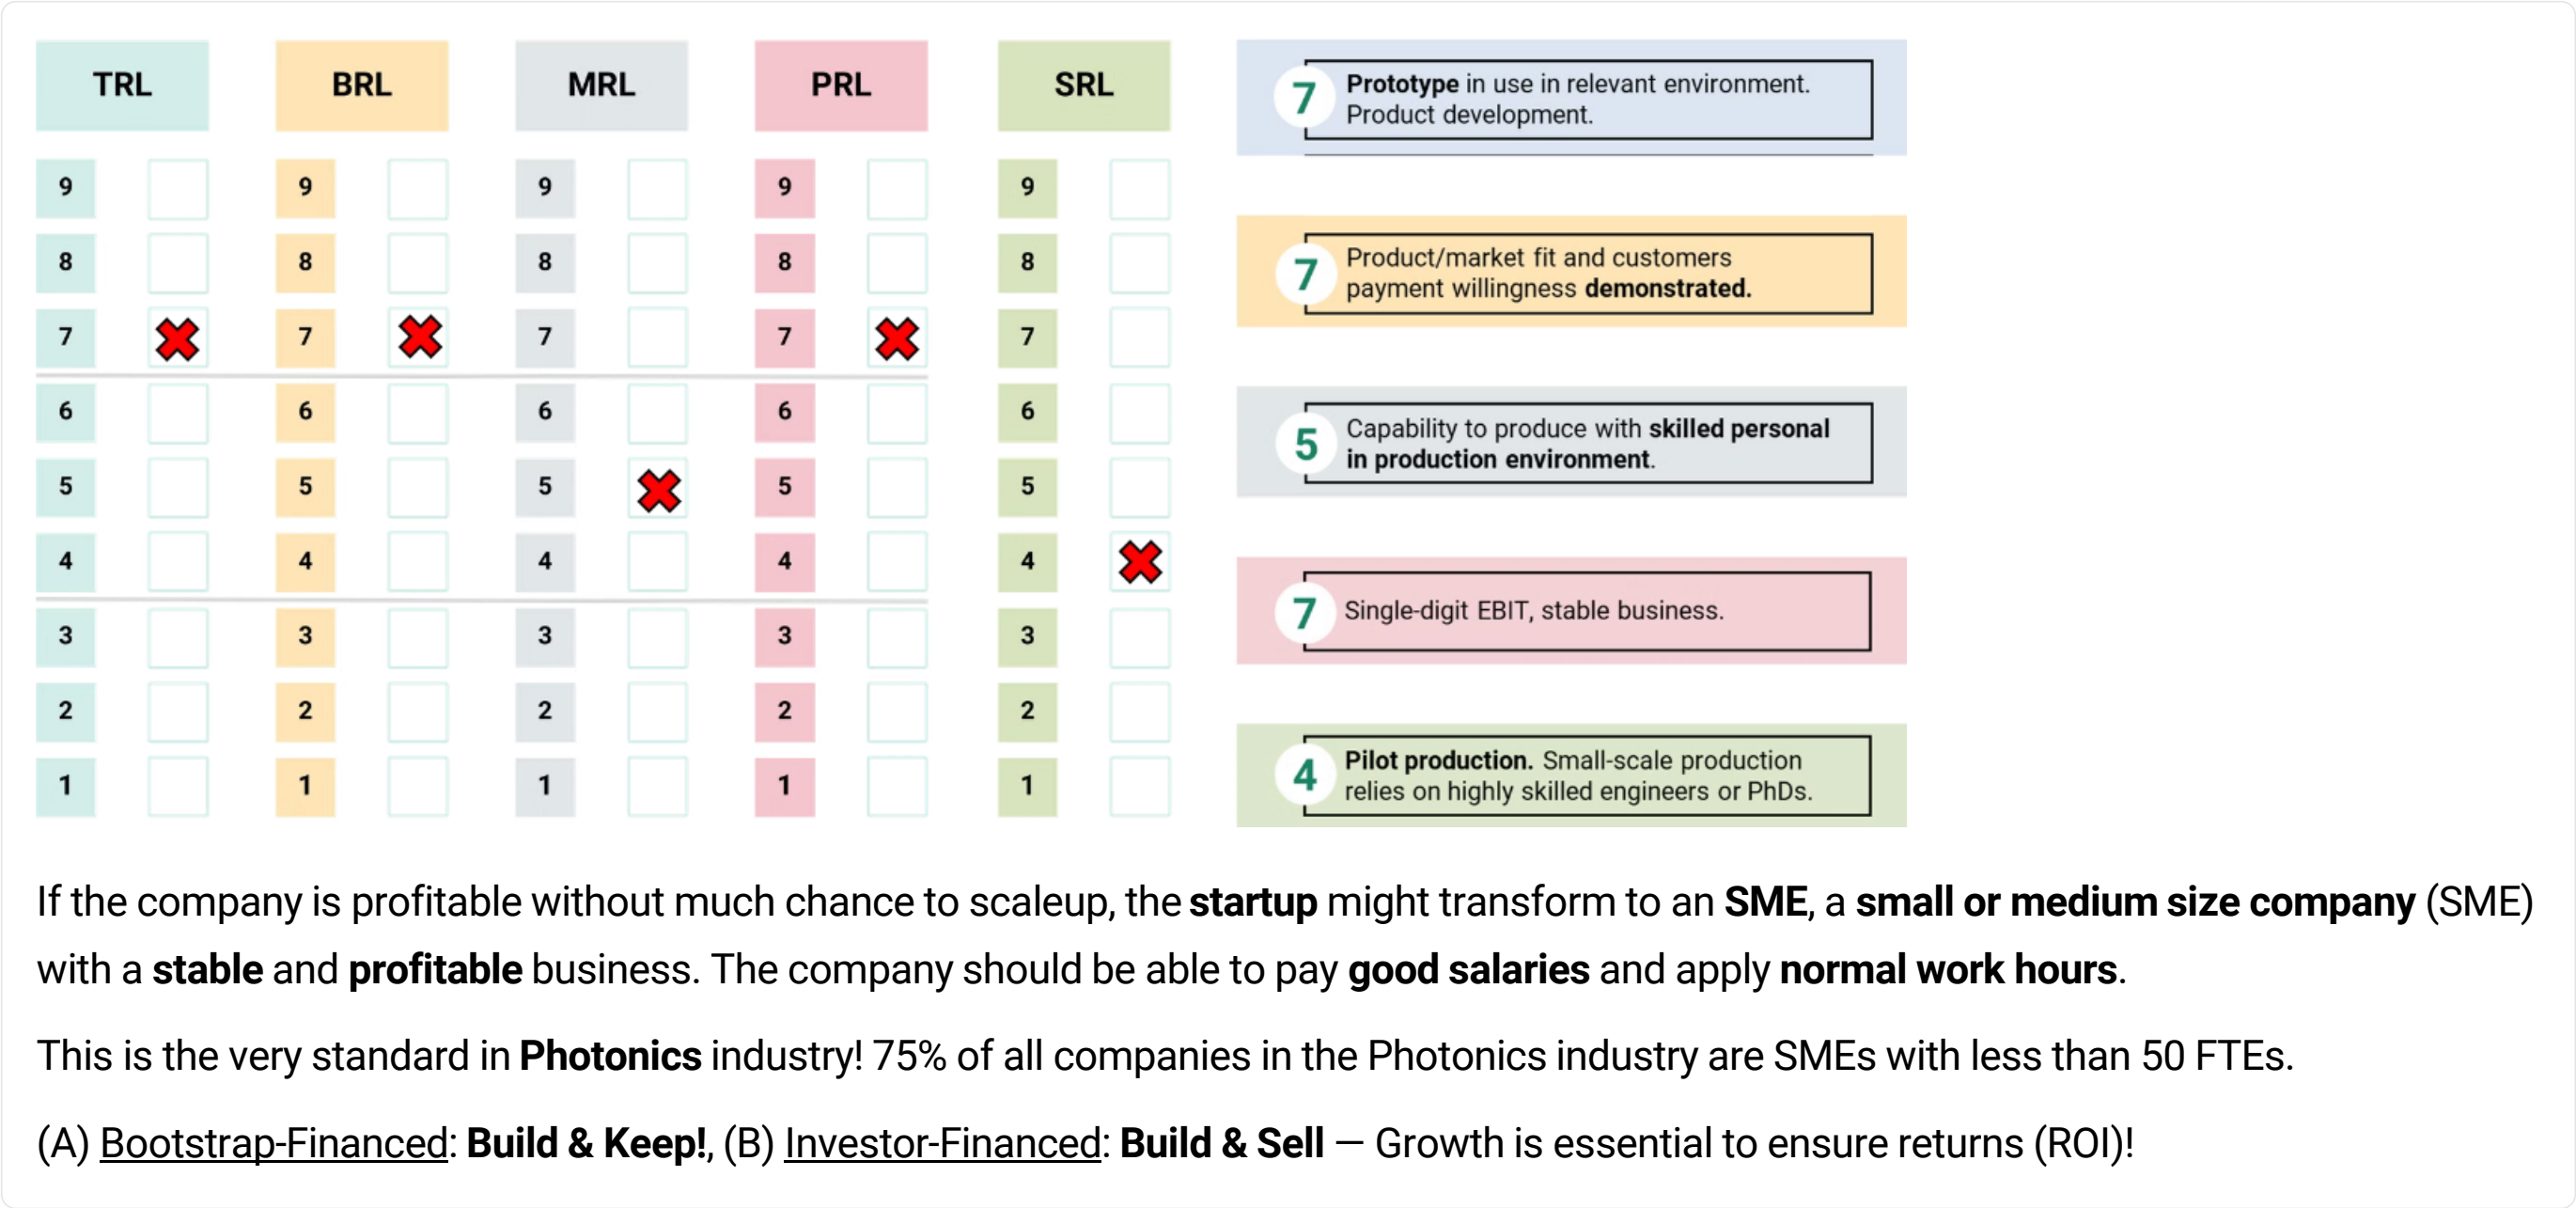 TRL BRL MRL PRL SRL
9 9 9 9 9
8 8 8 8 8
7 7 7 7 7
6 6 6 6 6
5 5 5 5 5
4 4 4 4 4
3 3 3 3 3
2 2 2 2 2
1 1 1 1 1
7
Prototype in use in relevant environment.
Product development.
7
Product/market fit and customers
payment willingness demonstrated.
5
Capability to produce with skilled personal
in production environment.
7
Single-digit EBIT, stable business.
4
Pilot production. Small-scale production
relies on highly skilled engineers or PhDs.
If the company is profitable without much chance to scaleup, the startup might transform to an SME, a small or medium size company (SME)
with a stable and profitable business. The company should be able to pay good salaries and apply normal work hours.
This is the very standard in Photonics industry! 75% of all companies in the Photonics industry are SMEs with less than 50 FTEs.
(A) Bootstrap-Financed: Build & Keep!, (B) Investor-Financed: Build & Sell — Growth is essential to ensure returns (ROI)!